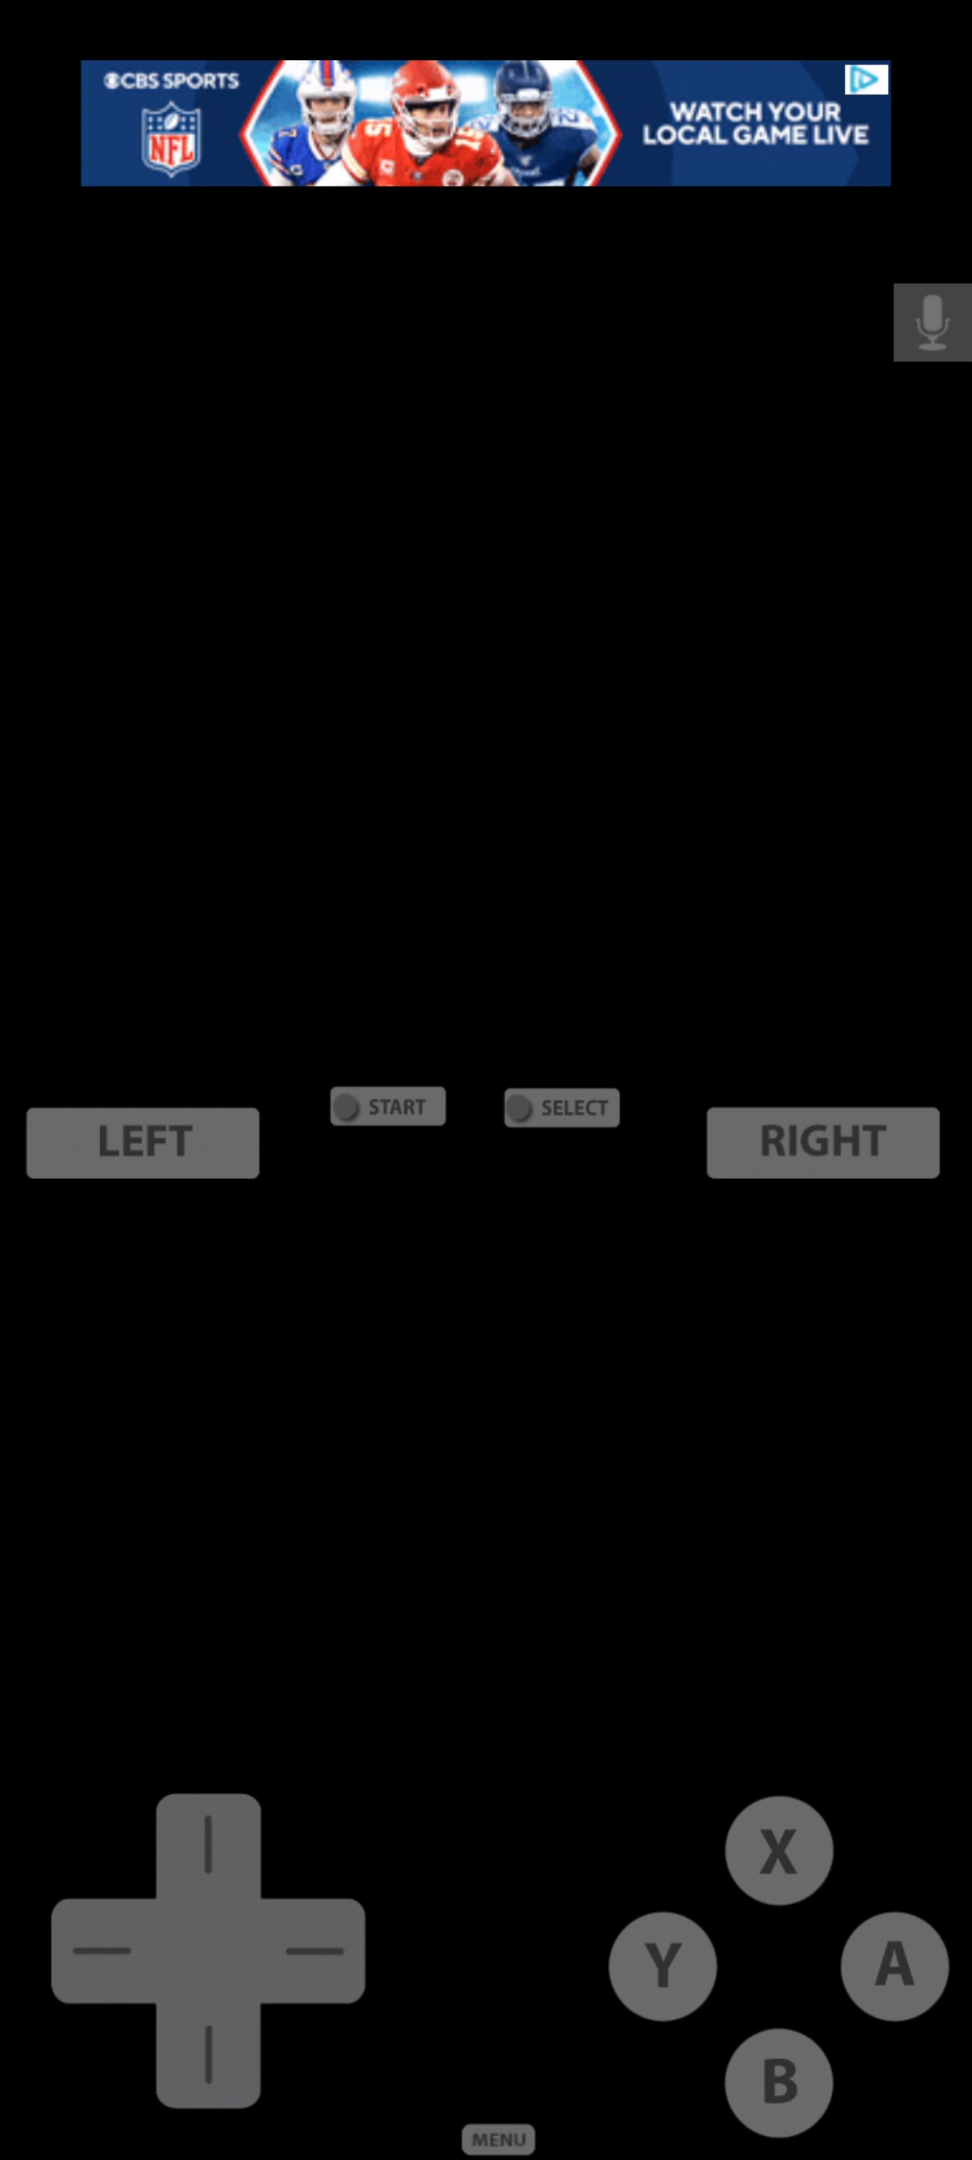 CBS SPORTS
NFL
WATCH YOUR
LOCAL GAME LIVE
START
SELECT
LEFT
RIGHT
X
Y
A
B
MENU